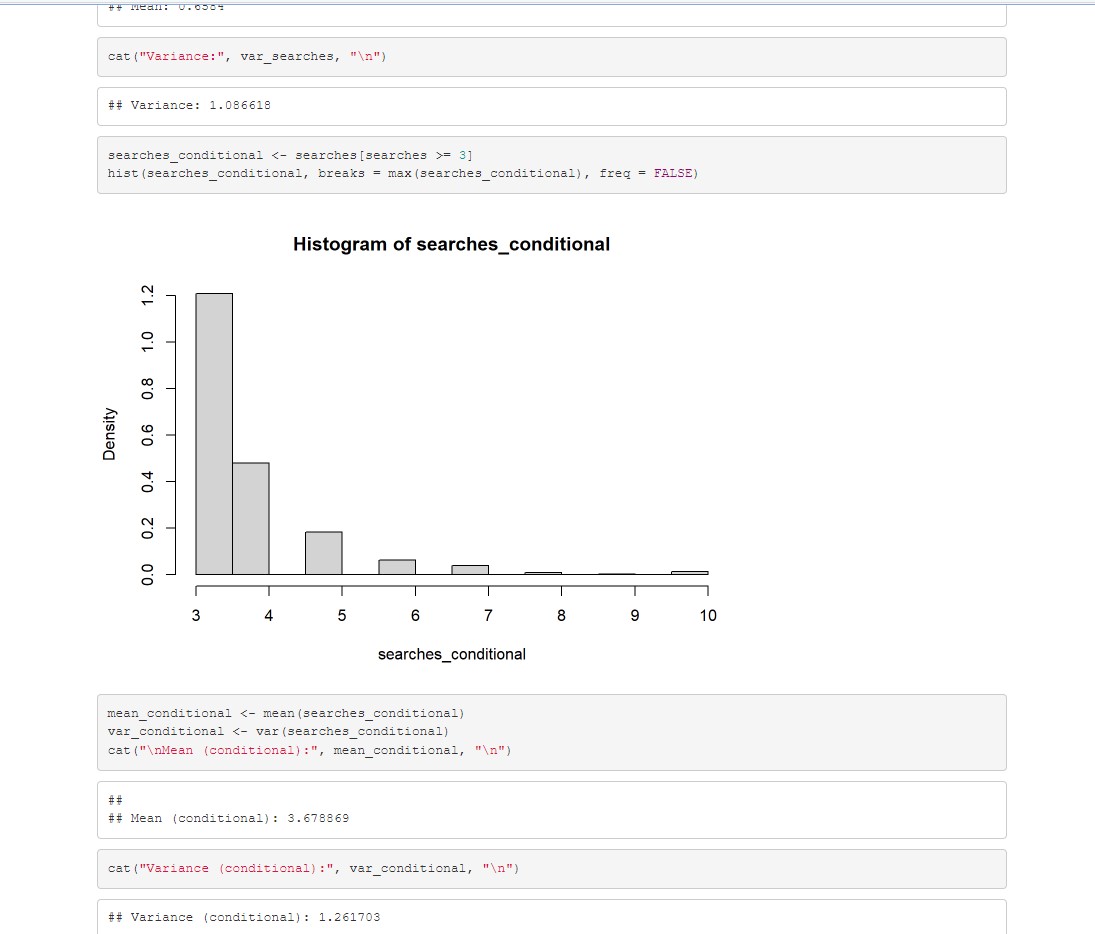 ## Mean: 0.6584
cat("Variance:", var_searches, "\n")
## Variance: 1.086618
searches_conditional <- searches[searches >= 3]
hist(searches_conditional, breaks = max(searches_conditional), freq = FALSE)
Histogram of searches_conditional
1.2
1.0
0.8
0.6
0.4
0.2
0.0
Density
3 4 5 6 7 8 9 10
searches_conditional
mean_conditional <- mean(searches_conditional)
var_conditional <- var(searches_conditional)
cat("\nMean (conditional):", mean_conditional, "\n")
##
## Mean (conditional): 3.678869
cat("Variance (conditional):", var_conditional, "\n")
## Variance (conditional): 1.261703